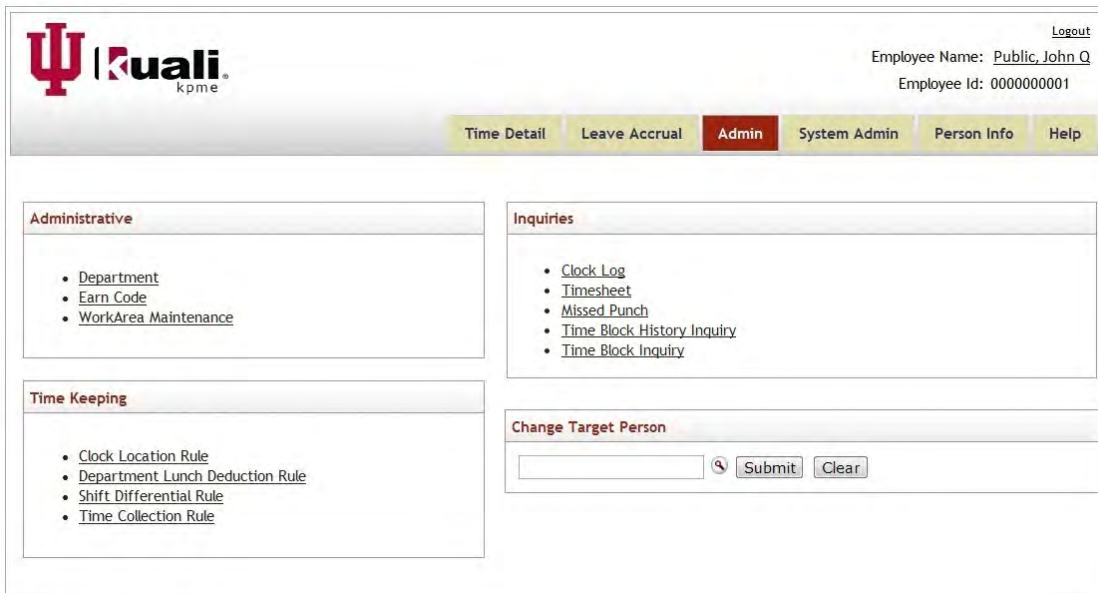 Logout
Kuali
kpme
Employee Name: Public, John Q
Employee Id: 0000000001
Time Detail Leave Accrual Admin System Admin Person Info Help
Administrative
Department
Earn Code
WorkArea Maintenance
Inquiries
Clock Log
Timesheet
Missed Punch
Time Block History Inquiry
Time Block Inquiry
Time Keeping
Clock Location Rule
Department Lunch Deduction Rule
Shift Differential Rule
Time Collection Rule
Change Target Person
Submit Clear